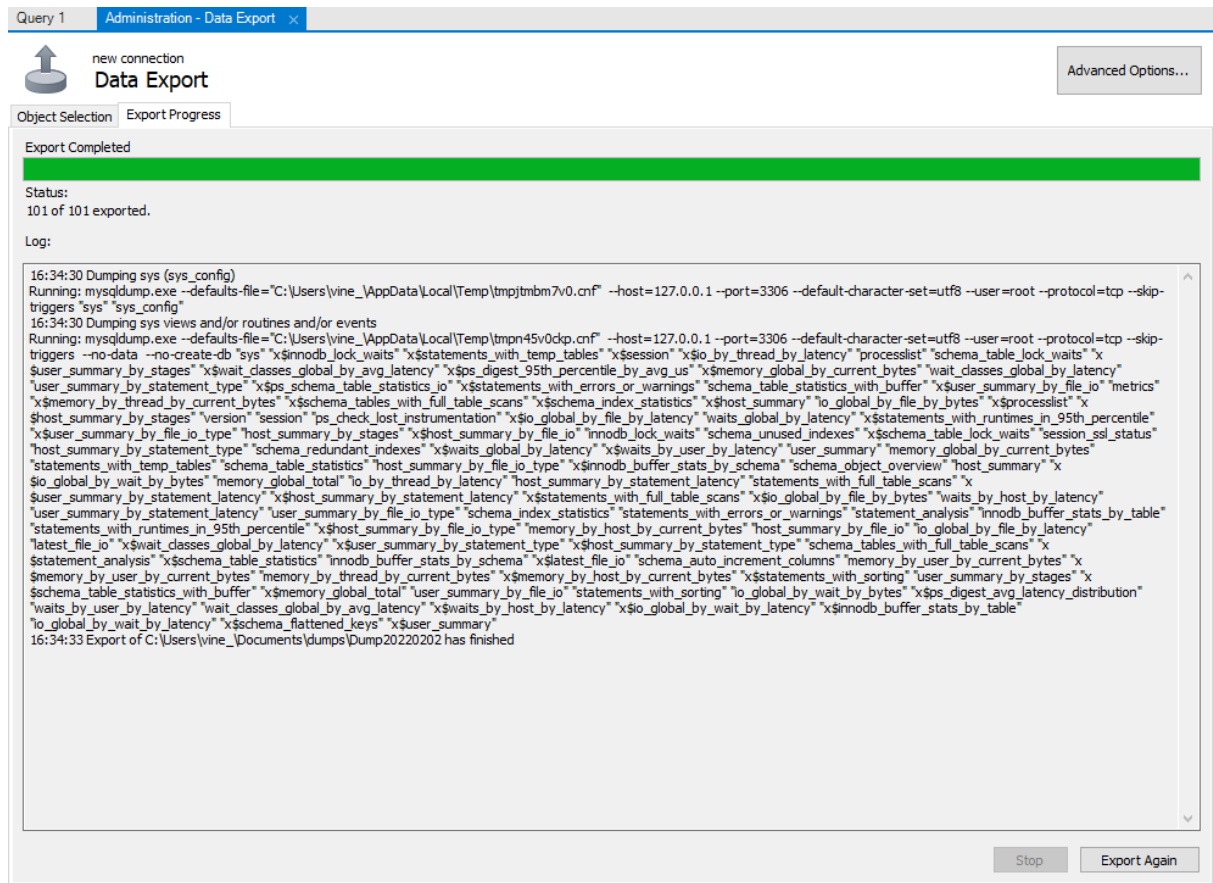 Query 1
Administration - Data Export ×
new connection
Data Export
Advanced Options...
Object Selection
Export Progress
Export Completed
Status:
101 of 101 exported.
Log:
16:34:30 Dumping sys (sys_config)
Running: mysqldump.exe --defaults-file="C:\Users\vine_\AppData\Local\Temp\tmpjtmbm7v0.cnf"  --host=127.0.0.1 --port=3306 --default-character-set=utf8 --user=root --protocol=tcp --skip-
triggers "sys" "sys_config"
16:34:30 Dumping sys views and/or routines and/or events
Running: mysqldump.exe --defaults-file="C:\Users\vine_\AppData\Local\Temp\tmpn45v0ckp.cnf"  --host=127.0.0.1 --port=3306 --default-character-set=utf8 --user=root --protocol=tcp --skip-
triggers  --no-data --no-create-db "sys" "x$innodb_lock_waits" "x$statements_with_temp_tables" "x$session" "x$io_by_thread_by_latency" "processlist" "schema_table_lock_waits" "x
$user_summary_by_stages" "x$wait_classes_global_by_avg_latency" "x$ps_digest_95th_percentile_by_avg_us" "x$memory_global_by_current_bytes" "wait_classes_global_by_latency"
"user_summary_by_statement_type" "x$ps_schema_table_statistics_io" "x$statements_with_errors_or_warnings" "schema_table_statistics_with_buffer" "x$user_summary_by_file_io" "metrics"
"x$memory_by_thread_by_current_bytes" "x$schema_tables_with_full_table_scans" "x$schema_index_statistics" "x$host_summary" "io_global_by_file_by_bytes" "x$processlist" "x
$host_summary_by_stages" "version" "session" "ps_check_lost_instrumentation" "x$io_global_by_file_by_latency" "waits_global_by_latency" "x$statements_with_runtimes_in_95th_percentile"
"x$user_summary_by_file_io_type" "host_summary_by_stages" "x$host_summary_by_file_io" "innodb_lock_waits" "schema_unused_indexes" "x$schema_table_lock_waits" "session_ssl_status"
"host_summary_by_statement_type" "schema_redundant_indexes" "x$waits_global_by_latency" "x$waits_by_user_by_latency" "user_summary" "memory_global_by_current_bytes"
"statements_with_temp_tables" "schema_table_statistics" "host_summary_by_file_io_type" "x$innodb_buffer_stats_by_schema" "schema_object_overview" "host_summary" "x
$io_global_by_wait_by_bytes" "memory_global_total" "io_by_thread_by_latency" "host_summary_by_statement_latency" "statements_with_full_table_scans" "x
$user_summary_by_statement_latency" "x$host_summary_by_statement_latency" "x$statements_with_full_table_scans" "x$io_global_by_file_by_bytes" "waits_by_host_by_latency"
"user_summary_by_statement_latency" "user_summary_by_file_io_type" "schema_index_statistics" "statements_with_errors_or_warnings" "statement_analysis" "innodb_buffer_stats_by_table"
"statements_with_runtimes_in_95th_percentile" "x$host_summary_by_file_io_type" "memory_by_host_by_current_bytes" "host_summary_by_file_io" "io_global_by_file_by_latency"
"latest_file_io" "x$wait_classes_global_by_latency" "x$user_summary_by_statement_type" "x$host_summary_by_statement_type" "schema_tables_with_full_table_scans" "x
$statement_analysis" "x$schema_table_statistics" "innodb_buffer_stats_by_schema" "x$latest_file_io" "schema_auto_increment_columns" "memory_by_user_by_current_bytes" "x
$memory_by_user_by_current_bytes" "memory_by_thread_by_current_bytes" "x$memory_by_host_by_current_bytes" "x$statements_with_sorting" "user_summary_by_stages" "x
$schema_table_statistics_with_buffer" "x$memory_global_total" "user_summary_by_file_io" "statements_with_sorting" "io_global_by_wait_by_bytes" "x$ps_digest_avg_latency_distribution"
"waits_by_user_by_latency" "wait_classes_global_by_avg_latency" "x$waits_by_host_by_latency" "x$io_global_by_wait_by_latency" "x$innodb_buffer_stats_by_table"
"io_global_by_wait_by_latency" "x$schema_flattened_keys" "x$user_summary"
16:34:33 Export of C:\Users\vine_\Documents\dumps\Dump20220202 has finished
Stop
Export Again